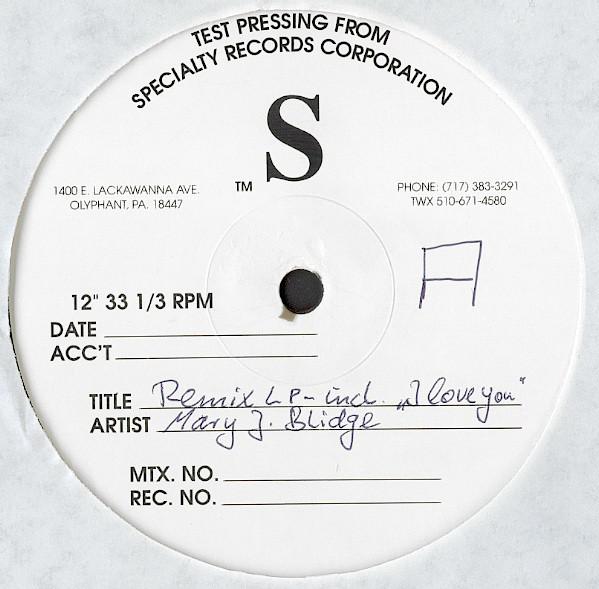 TEST PRESSING FROM
SPECIALTY RECORDS CORPORATION
S
TM
1400 E. LACKAWANNA AVE.
OLYPHANT, PA. 18447
PHONE: (717) 383-3291
TWX 510-671-4580
A
12" 33 1/3 RPM
DATE
ACC'T
TITLE Remix LP - incl. „I love you"
ARTIST Mary J. Blidge
MTX. NO.
REC. NO.